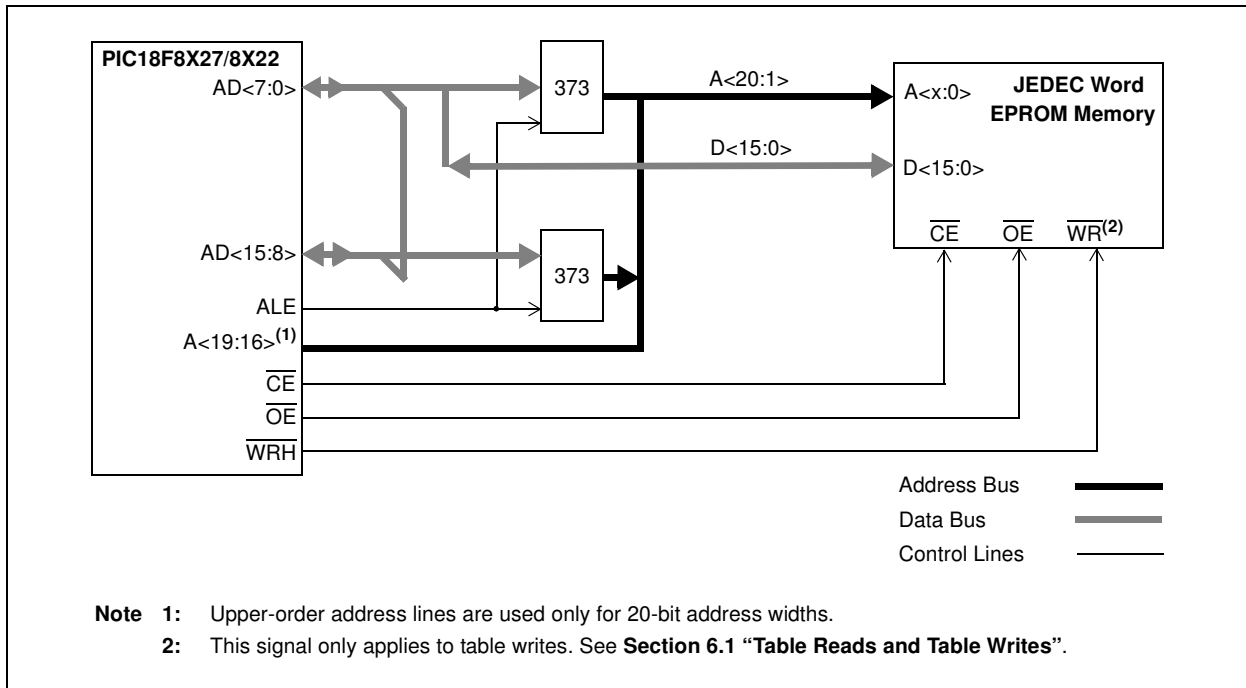 PIC18F8X27/8X22
AD<7:0>
373
A<20:1>
A<x:0>
JEDEC Word
EPROM Memory
D<15:0>
D<15:0>
AD<15:8>
373
CE
OE
WR(2)
ALE
A<19:16>(1)
CE
OE
WRH
Address Bus
Data Bus
Control Lines
Note 1: Upper-order address lines are used only for 20-bit address widths.
2: This signal only applies to table writes. See Section 6.1 “Table Reads and Table Writes”.